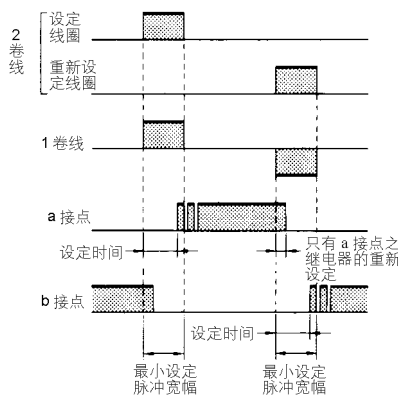 2
卷
线
设定
线圈
重新设
定线圈
1卷线
a 接点
设定时间
只有 a 接点之
继电器的重新
设定
b 接点
设定时间
最小设定
脉冲宽幅
最小设定
脉冲宽幅